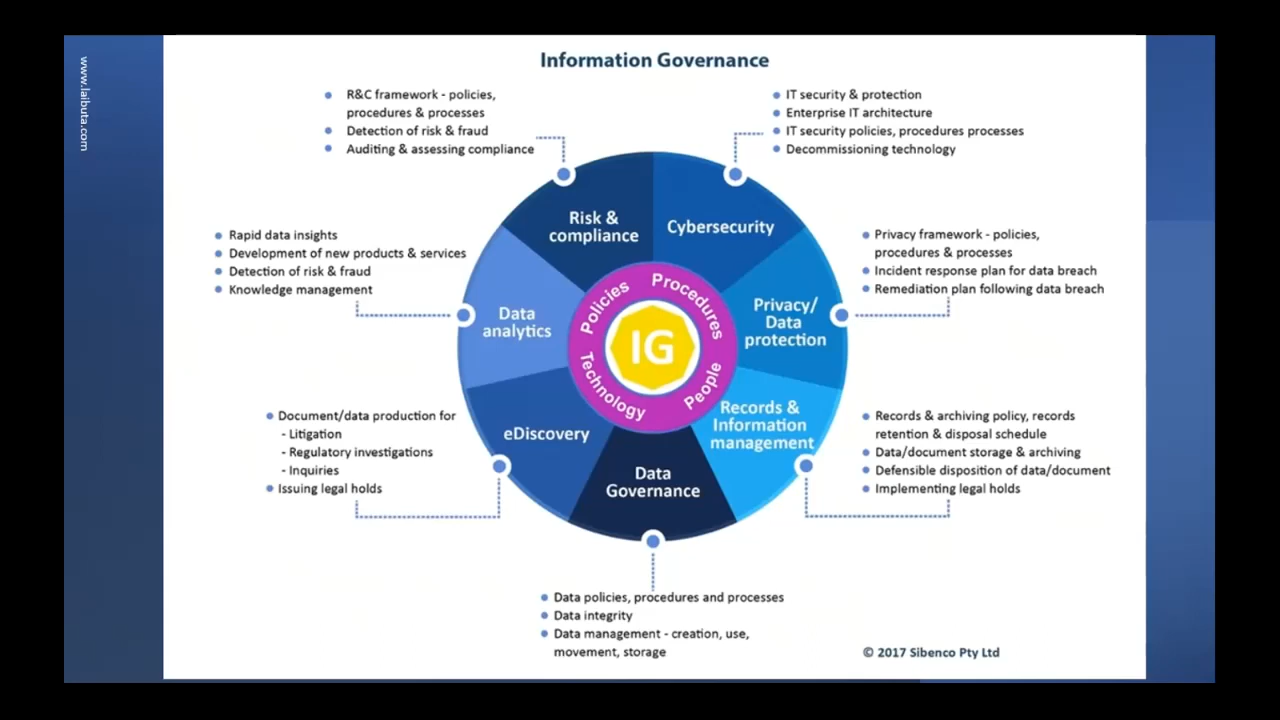 www.laibuta.com
Information Governance
R&C framework - policies,
procedures & processes
Detection of risk & fraud
Auditing & assessing compliance
IT security & protection
Enterprise IT architecture
IT security policies, procedures processes
Decommissioning technology
Rapid data insights
Development of new products & services
Detection of risk & fraud
Knowledge management
Privacy framework - policies,
procedures & processes
Incident response plan for data breach
Remediation plan following data breach
Risk &
compliance
Cybersecurity
Data
analytics
Privacy/
Data
protection
Policies
Procedures
IG
Technology
People
eDiscovery
Records &
Information
management
Data
Governance
Document/data production for
- Litigation
- Regulatory investigations
- Inquiries
Issuing legal holds
Records & archiving policy, records
retention & disposal schedule
Data/document storage & archiving
Defensible disposition of data/document
Implementing legal holds
Data policies, procedures and processes
Data integrity
Data management - creation, use,
movement, storage
© 2017 Sibenco Pty Ltd